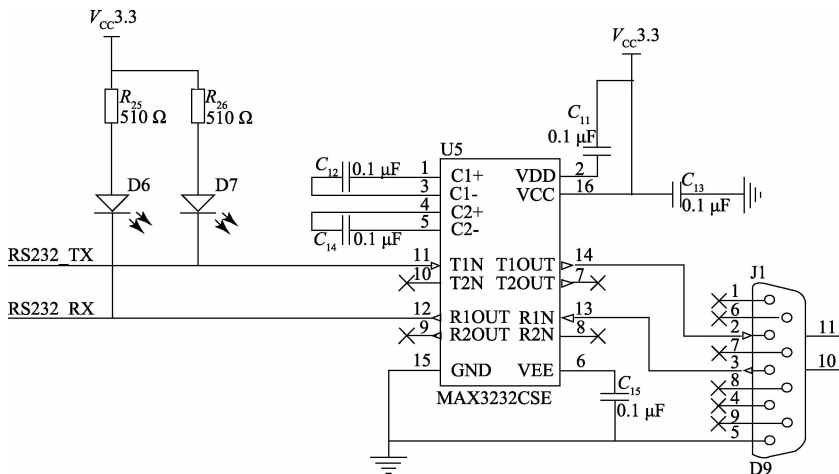 VCC3.3
VCC3.3
R25
510 Ω
R26
510 Ω
C11
0.1 μF
U5
C12 0.1 μF
1 C1+
3 C1-
4 C2+
5 C2-
C14 0.1 μF
VDD 2
VCC 16
C13
0.1 μF
D6
D7
RS232_TX
11 T1N T1OUT 14
10 T2N T2OUT 7
RS232_RX
12 R1OUT R1N 13
9 R2OUT R2N 8
15 GND VEE 6
MAX3232CSE
C15
0.1 μF
J1
1
6
2
7
3
8
4
9
5
11
10
D9